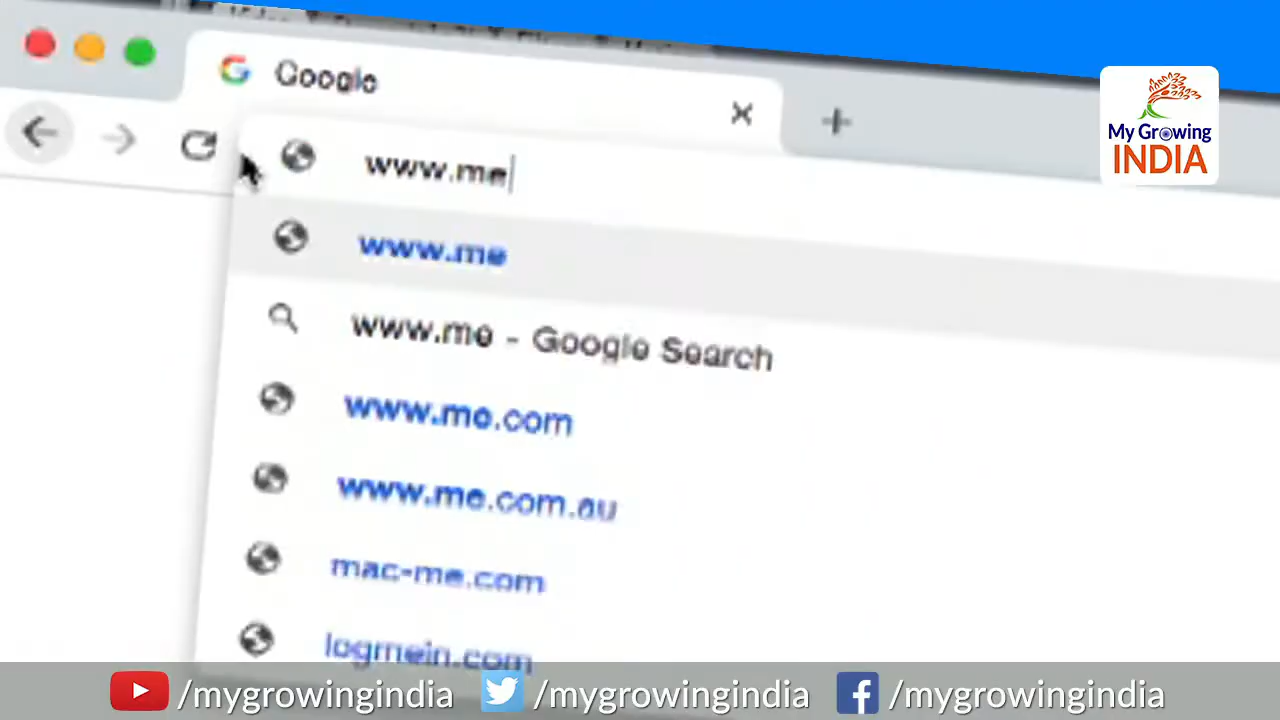 Google
My Growing
INDIA
www.me
www.me
www.me - Google Search
www.me.com
www.me.com.au
mac-me.com
logmein.com
/mygrowingindia /mygrowingindia /mygrowingindia